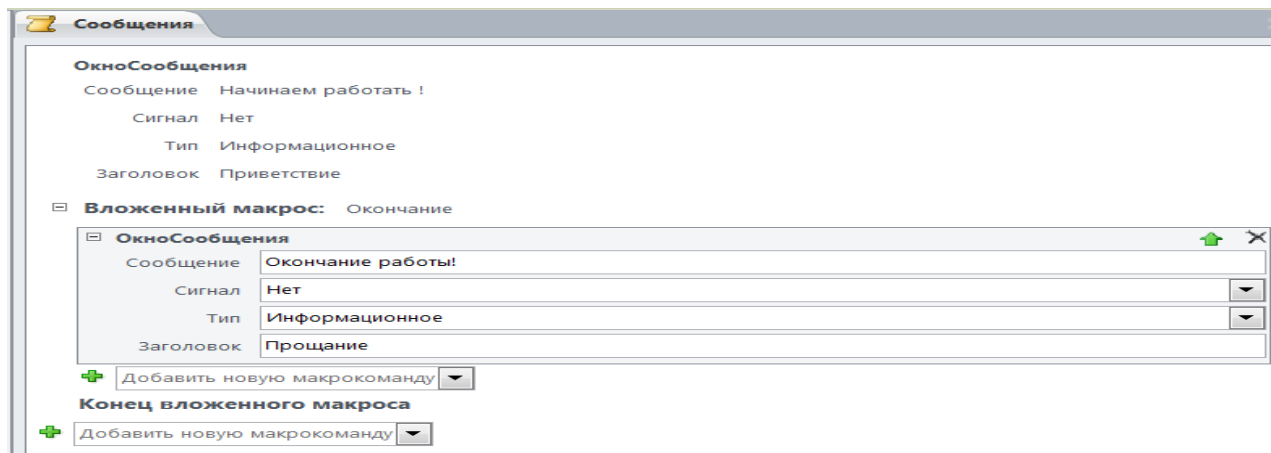 Сообщения
ОкноСообщения
Сообщение Начинаем работать !
Сигнал Нет
Тип Информационное
Заголовок Приветствие
Вложенный макрос: Окончание
ОкноСообщения
Сообщение Окончание работы!
Сигнал Нет
Тип Информационное
Заголовок Прощание
Добавить новую макрокоманду
Конец вложенного макроса
Добавить новую макрокоманду